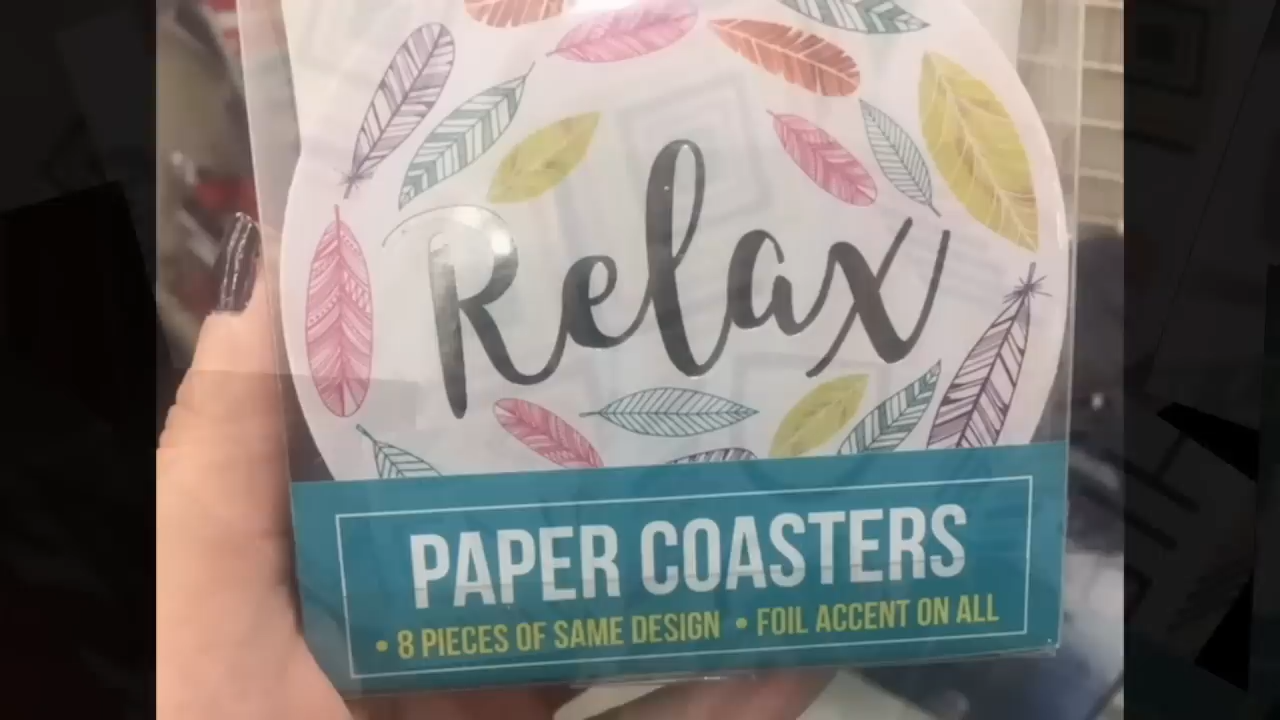 Relax
PAPER COASTERS
• 8 PIECES OF SAME DESIGN • FOIL ACCENT ON ALL